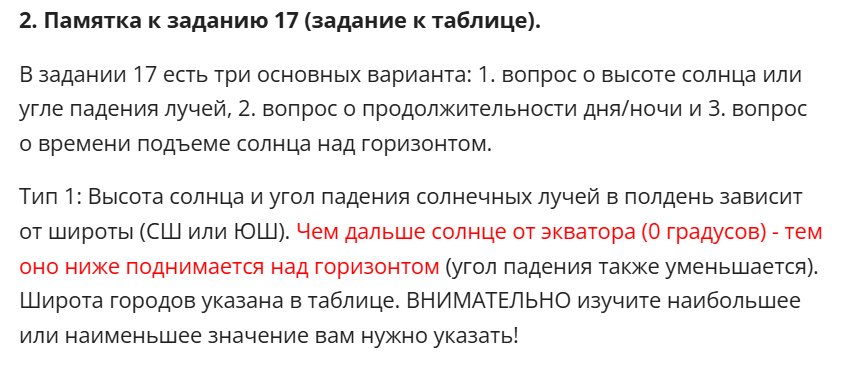 2. Памятка к заданию 17 (задание к таблице).
В задании 17 есть три основных варианта: 1. вопрос о высоте солнца или
угле падения лучей, 2. вопрос о продолжительности дня/ночи и 3. вопрос
о времени подъеме солнца над горизонтом.
Тип 1: Высота солнца и угол падения солнечных лучей в полдень зависит
от широты (СШ или ЮШ). Чем дальше солнце от экватора (0 градусов) - тем
оно ниже поднимается над горизонтом (угол падения также уменьшается).
Широта городов указана в таблице. ВНИМАТЕЛЬНО изучите наибольшее
или наименьшее значение вам нужно указать!